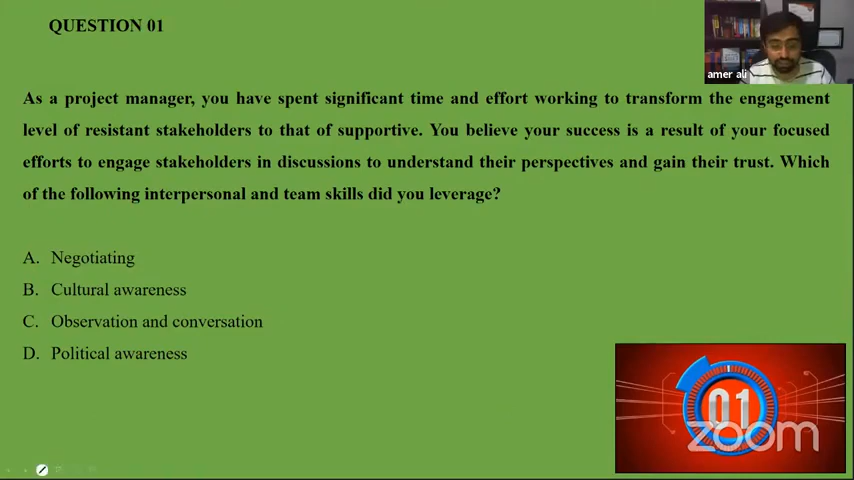 QUESTION 01
amer ali
As a project manager, you have spent significant time and effort working to transform the engagement
level of resistant stakeholders to that of supportive. You believe your success is a result of your focused
efforts to engage stakeholders in discussions to understand their perspectives and gain their trust. Which
of the following interpersonal and team skills did you leverage?
A. Negotiating
B. Cultural awareness
C. Observation and conversation
D. Political awareness
01
zoom